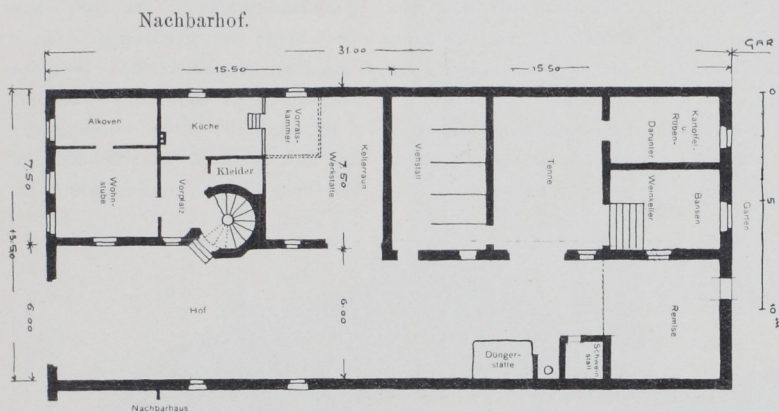 Nachbarhof.
31.00
GAR
15.50
15.50
0
Alkoven
Küche
Vorrats-
kammer
Kellerraum
Werkstätte
7.50
Viehstall
Tenne
Kartoffel-
u.
Rüben-
Darunter
Weinkeller
Bansen
Garten
7.50
13.50
Wohn-
stube
Vorplatz
Kleider
5
6.00
Hof
6.00
Remise
10 m
Dünger-
stätte
Schwein
stall
Nachbarhaus